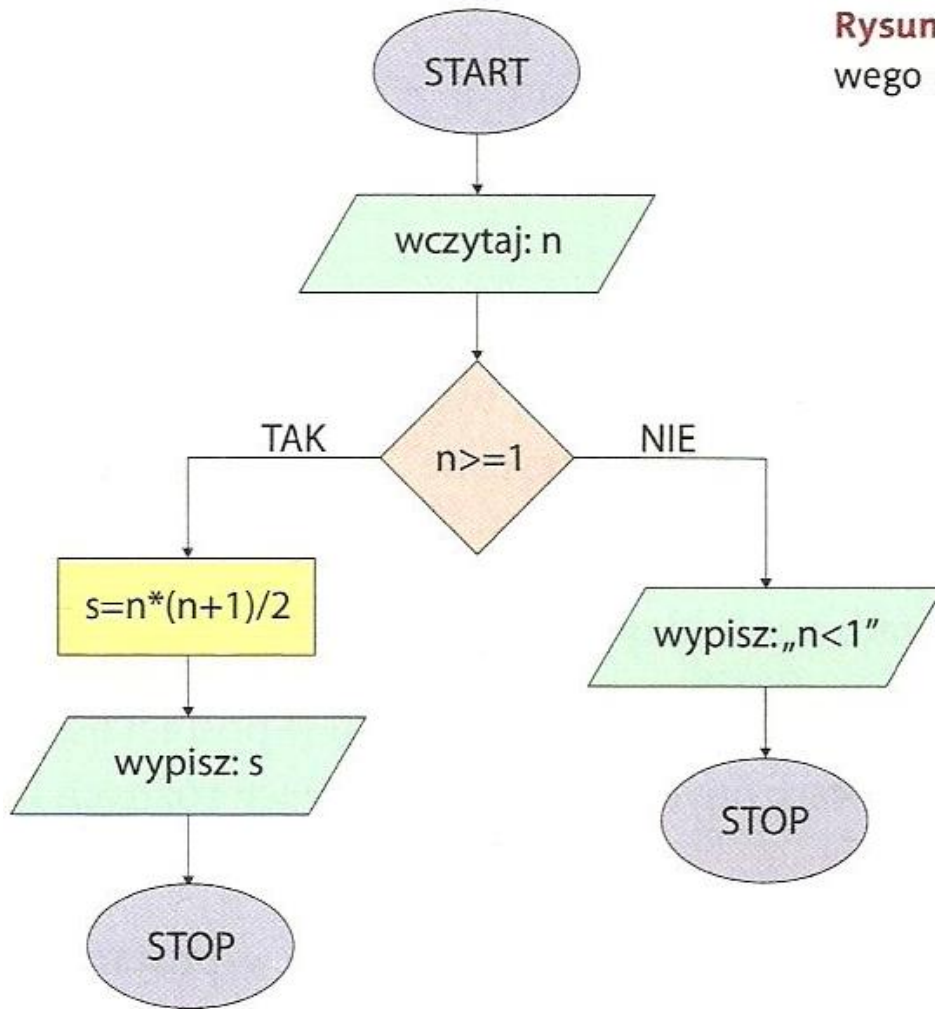 Rysun
wego
START
wczytaj: n
n>=1
TAK
NIE
s=n*(n+1)/2
wypisz: „n<1”
wypisz: s
STOP
STOP